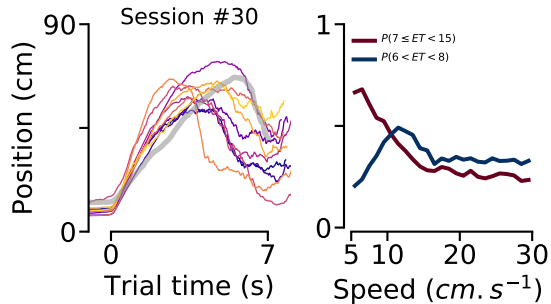 Session #30
90
Position (cm)
0
0
7
Trial time (s)
1
P(7 ≤ ET < 15)
P(6 < ET < 8)
0
5
10
20
30
Speed (cm. s⁻¹)